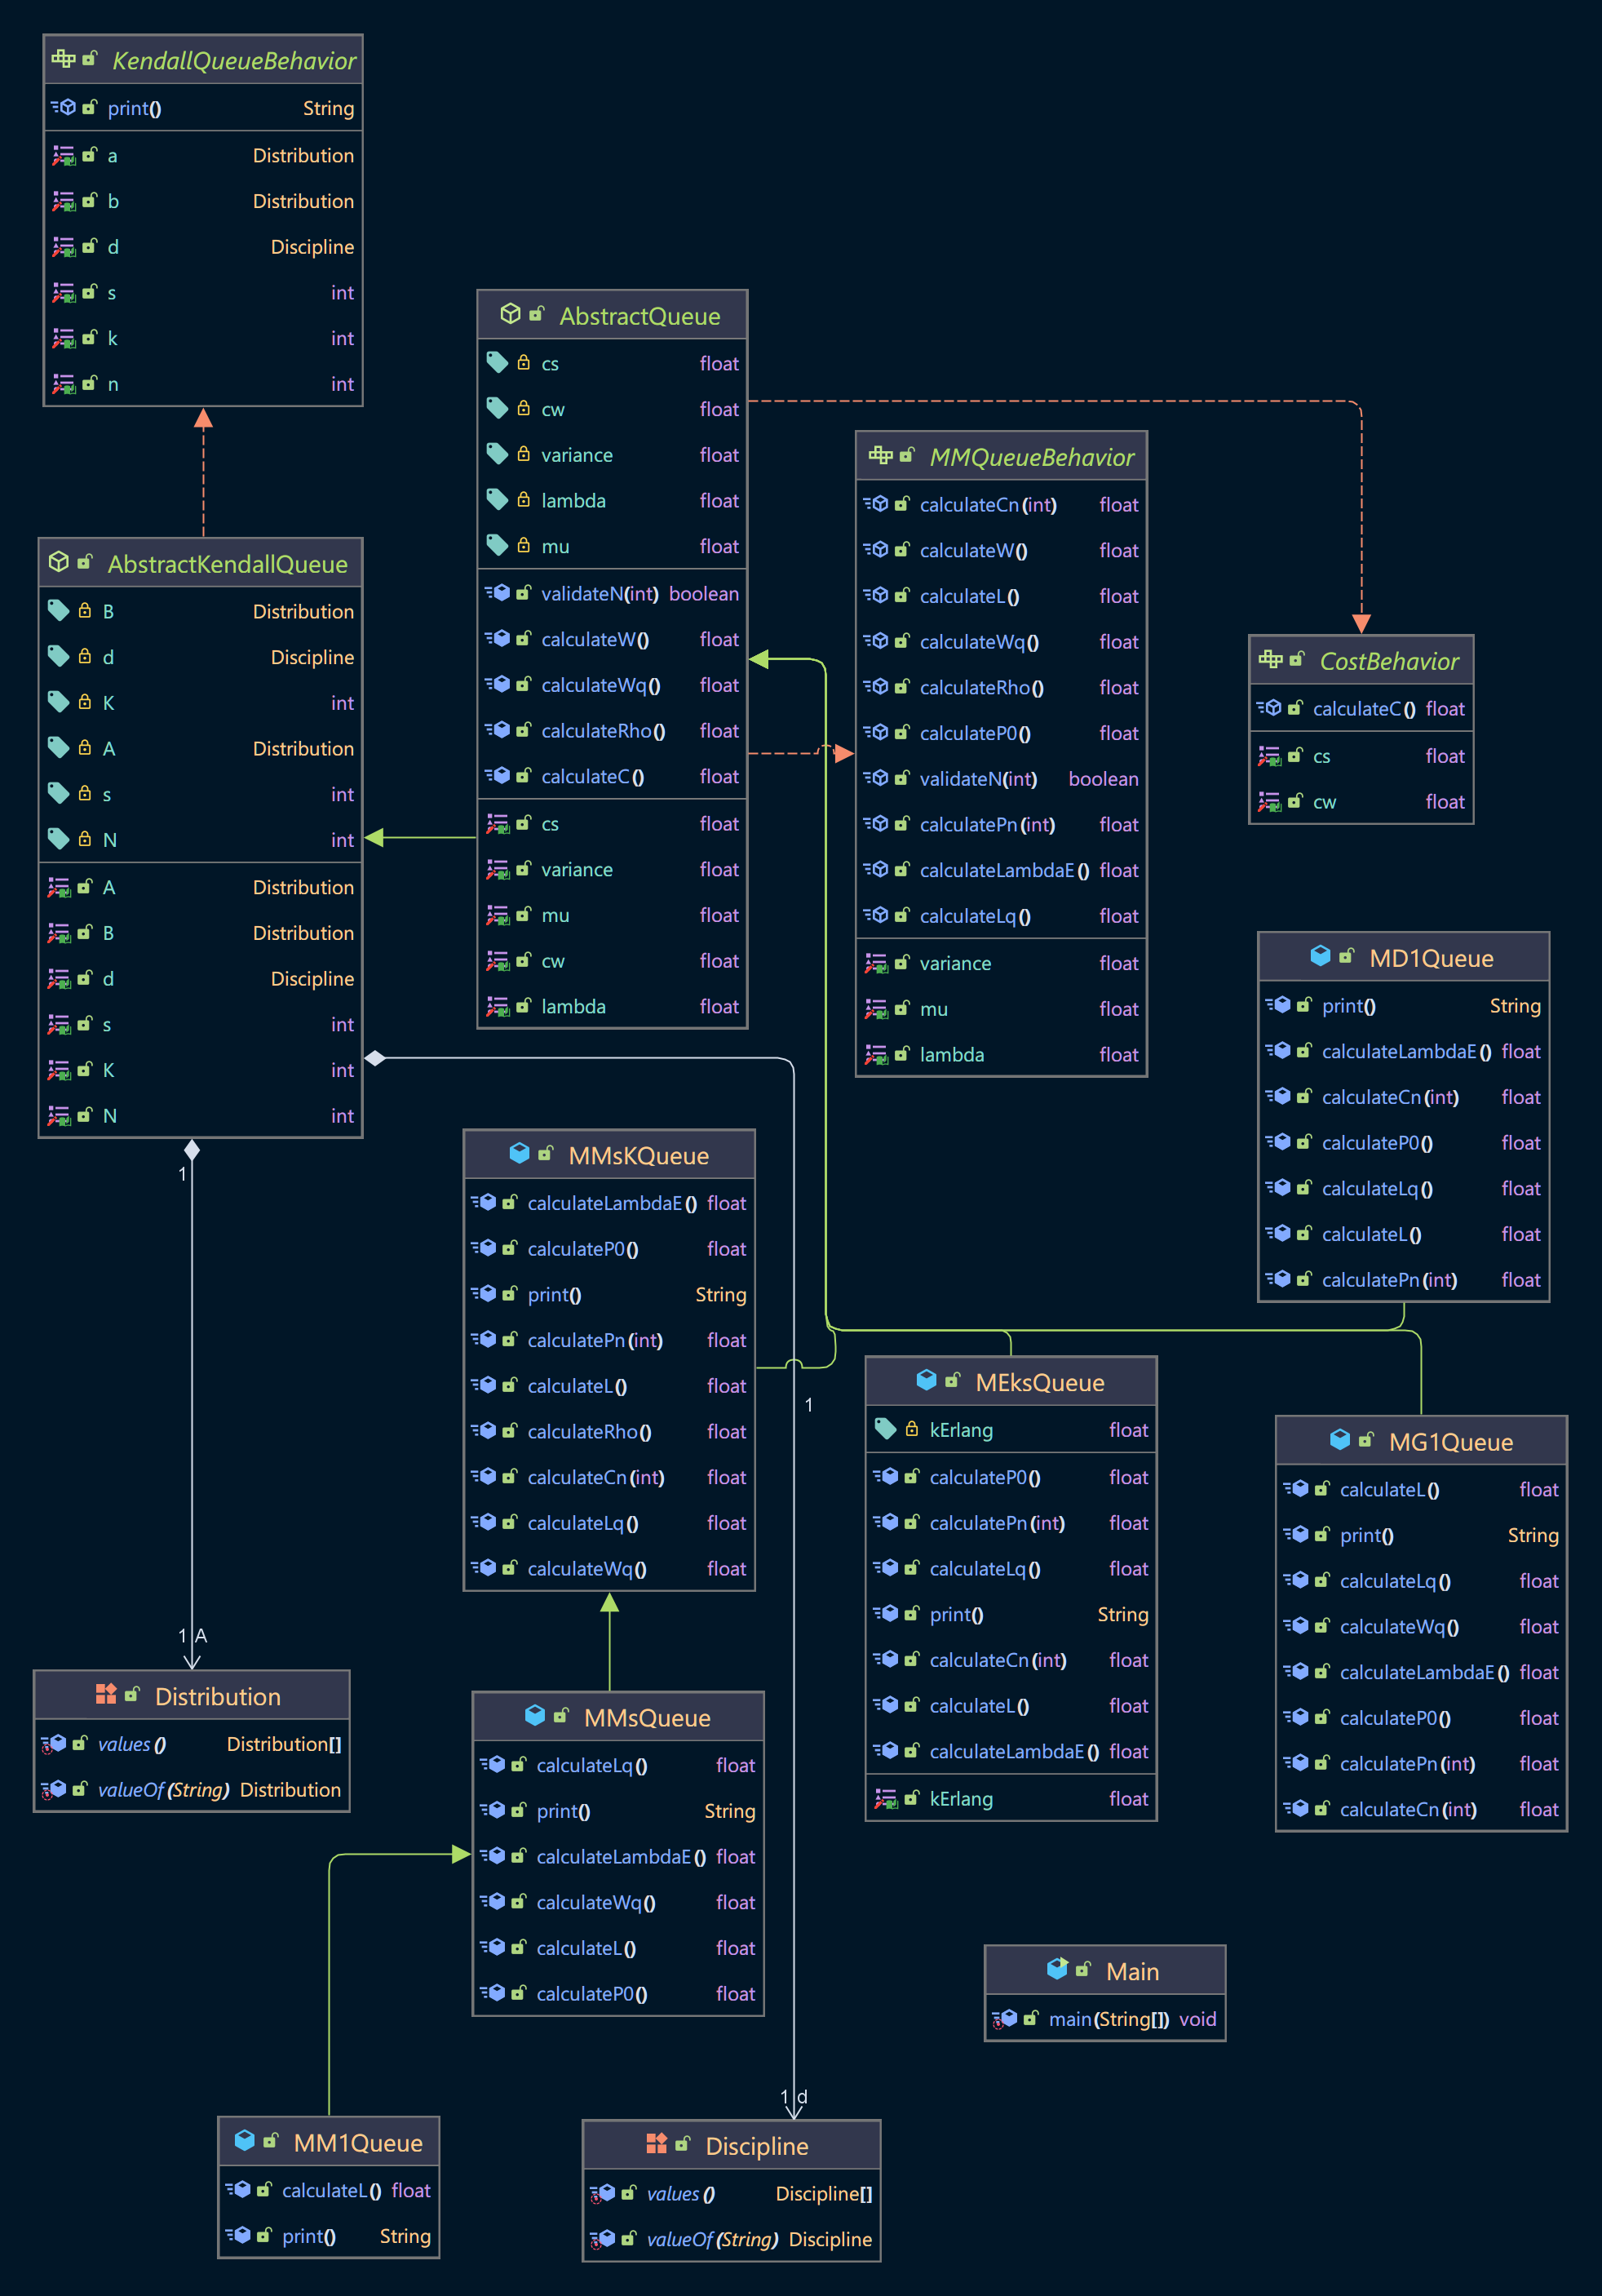 KendallQueueBehavior
print() String
a Distribution
b Distribution
d Discipline
s int
k int
n int
AbstractQueue
cs float
cw float
variance float
lambda float
mu float
validateN(int) boolean
calculateW() float
calculateWq() float
calculateRho() float
calculateC() float
cs float
variance float
mu float
cw float
lambda float
MMQueueBehavior
calculateCn(int) float
calculateW() float
calculateL() float
calculateWq() float
calculateRho() float
calculateP0() float
validateN(int) boolean
calculatePn(int) float
calculateLambdaE() float
calculateLq() float
variance float
mu float
lambda float
CostBehavior
calculateC() float
cs float
cw float
AbstractKendallQueue
B Distribution
d Discipline
K int
A Distribution
s int
N int
A Distribution
B Distribution
d Discipline
s int
K int
N int
MD1Queue
print() String
calculateLambdaE() float
calculateCn(int) float
calculateP0() float
calculateLq() float
calculateL() float
calculatePn(int) float
MMsKQueue
calculateLambdaE() float
calculateP0() float
print() String
calculatePn(int) float
calculateL() float
calculateRho() float
calculateCn(int) float
calculateLq() float
calculateWq() float
1
1
MEksQueue
kErlang float
calculateP0() float
calculatePn(int) float
calculateLq() float
print() String
calculateCn(int) float
calculateL() float
calculateLambdaE() float
kErlang float
MG1Queue
calculateL() float
print() String
calculateLq() float
calculateWq() float
calculateLambdaE() float
calculateP0() float
calculatePn(int) float
calculateCn(int) float
1 A
Distribution
values() Distribution[]
valueOf(String) Distribution
MMsQueue
calculateLq() float
print() String
calculateLambdaE() float
calculateWq() float
calculateL() float
calculateP0() float
Main
main(String[]) void
1 d
MM1Queue
calculateL() float
print() String
Discipline
values() Discipline[]
valueOf(String) Discipline